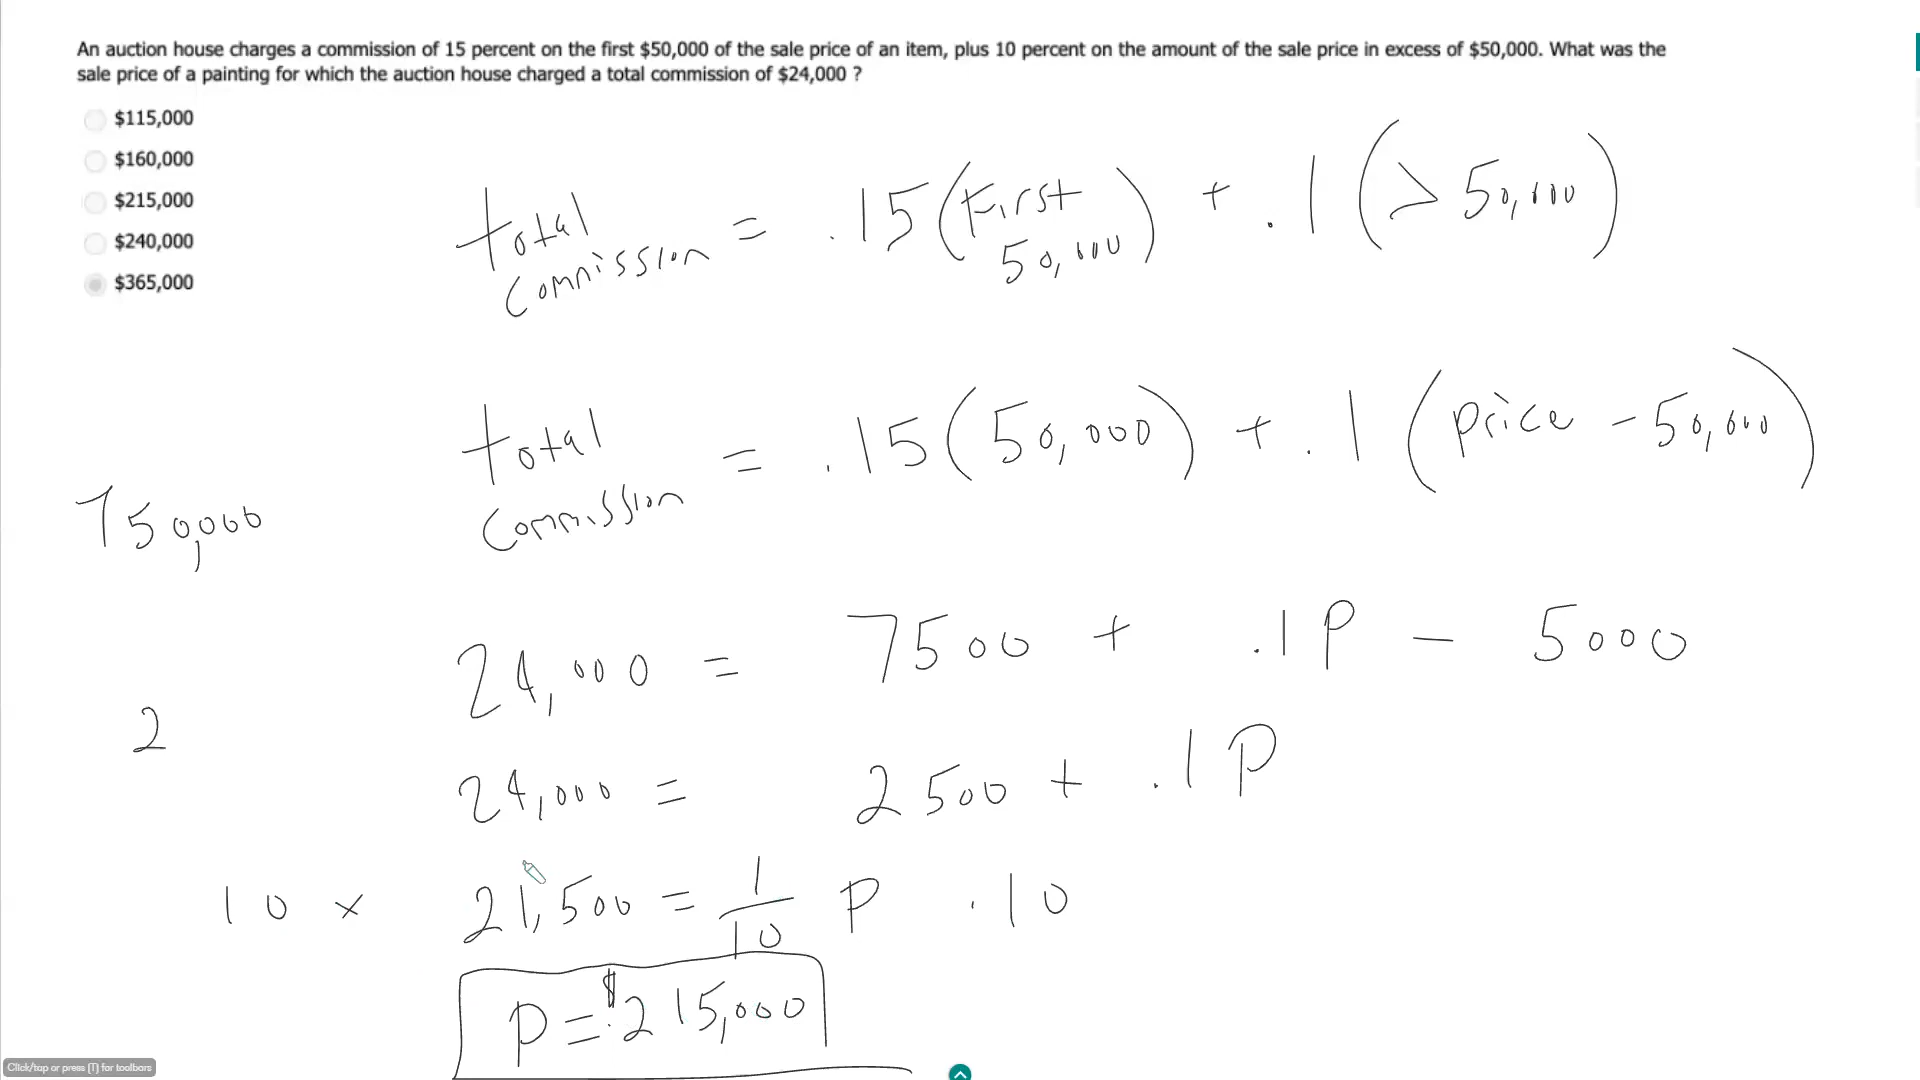 An auction house charges a commission of 15 percent on the first $50,000 of the sale price of an item, plus 10 percent on the amount of the sale price in excess of $50,000. What was the
sale price of a painting for which the auction house charged a total commission of $24,000 ?
$115,000
$160,000
$215,000
$240,000
$365,000
total commission = .15 (First 50,000) + .1 (> 50,000)
total commission = .15 (50,000) + .1 (price - 50,000)
750,000
24,000 = 7500 + .1P - 5000
2
24,000 = 2500 + .1P
10 × 21,500 = 1/10 P · 10
P = $215,000
Click/tap or press [T] for toolbars